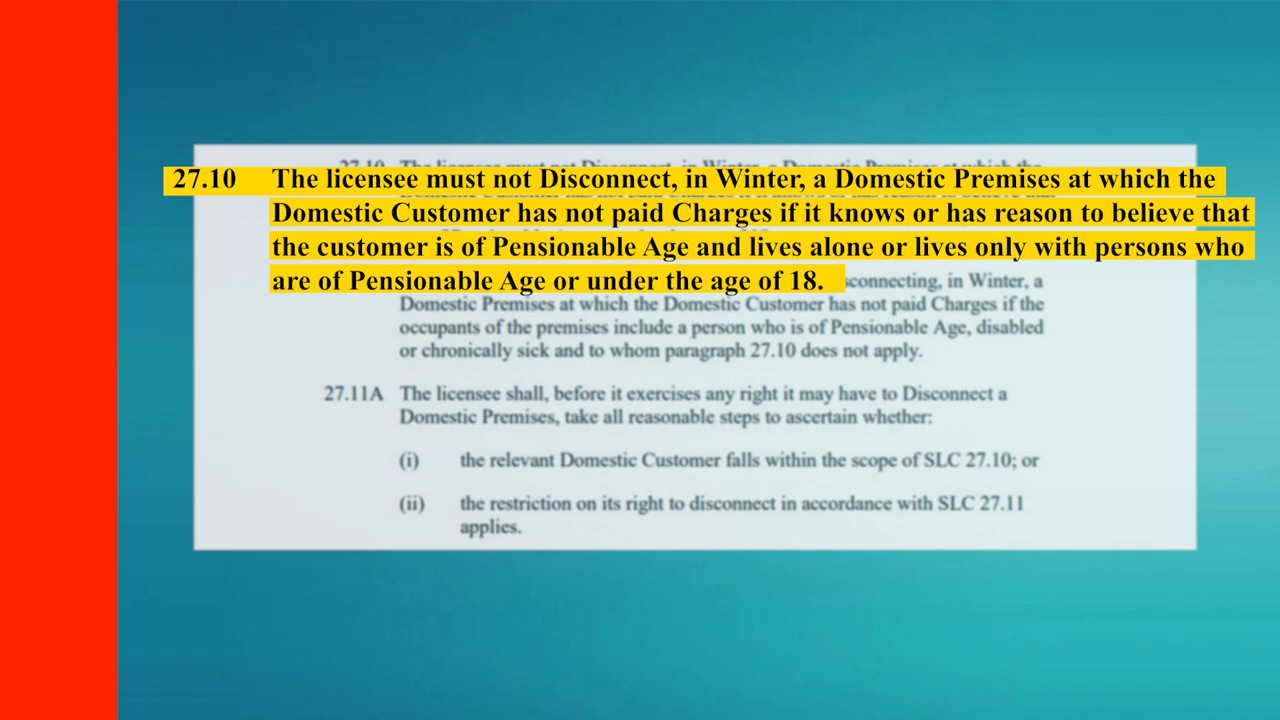 27.10 The licensee must not Disconnect, in Winter, a Domestic Premises at which the
Domestic Customer has not paid Charges if it knows or has reason to believe that
the customer is of Pensionable Age and lives alone or lives only with persons who
are of Pensionable Age or under the age of 18.
connecting, in Winter, a
Domestic Premises at which the Domestic Customer has not paid Charges if the
occupants of the premises include a person who is of Pensionable Age, disabled
or chronically sick and to whom paragraph 27.10 does not apply.
27.11A The licensee shall, before it exercises any right it may have to Disconnect a
Domestic Premises, take all reasonable steps to ascertain whether:
(i) the relevant Domestic Customer falls within the scope of SLC 27.10; or
(ii) the restriction on its right to disconnect in accordance with SLC 27.11
applies.